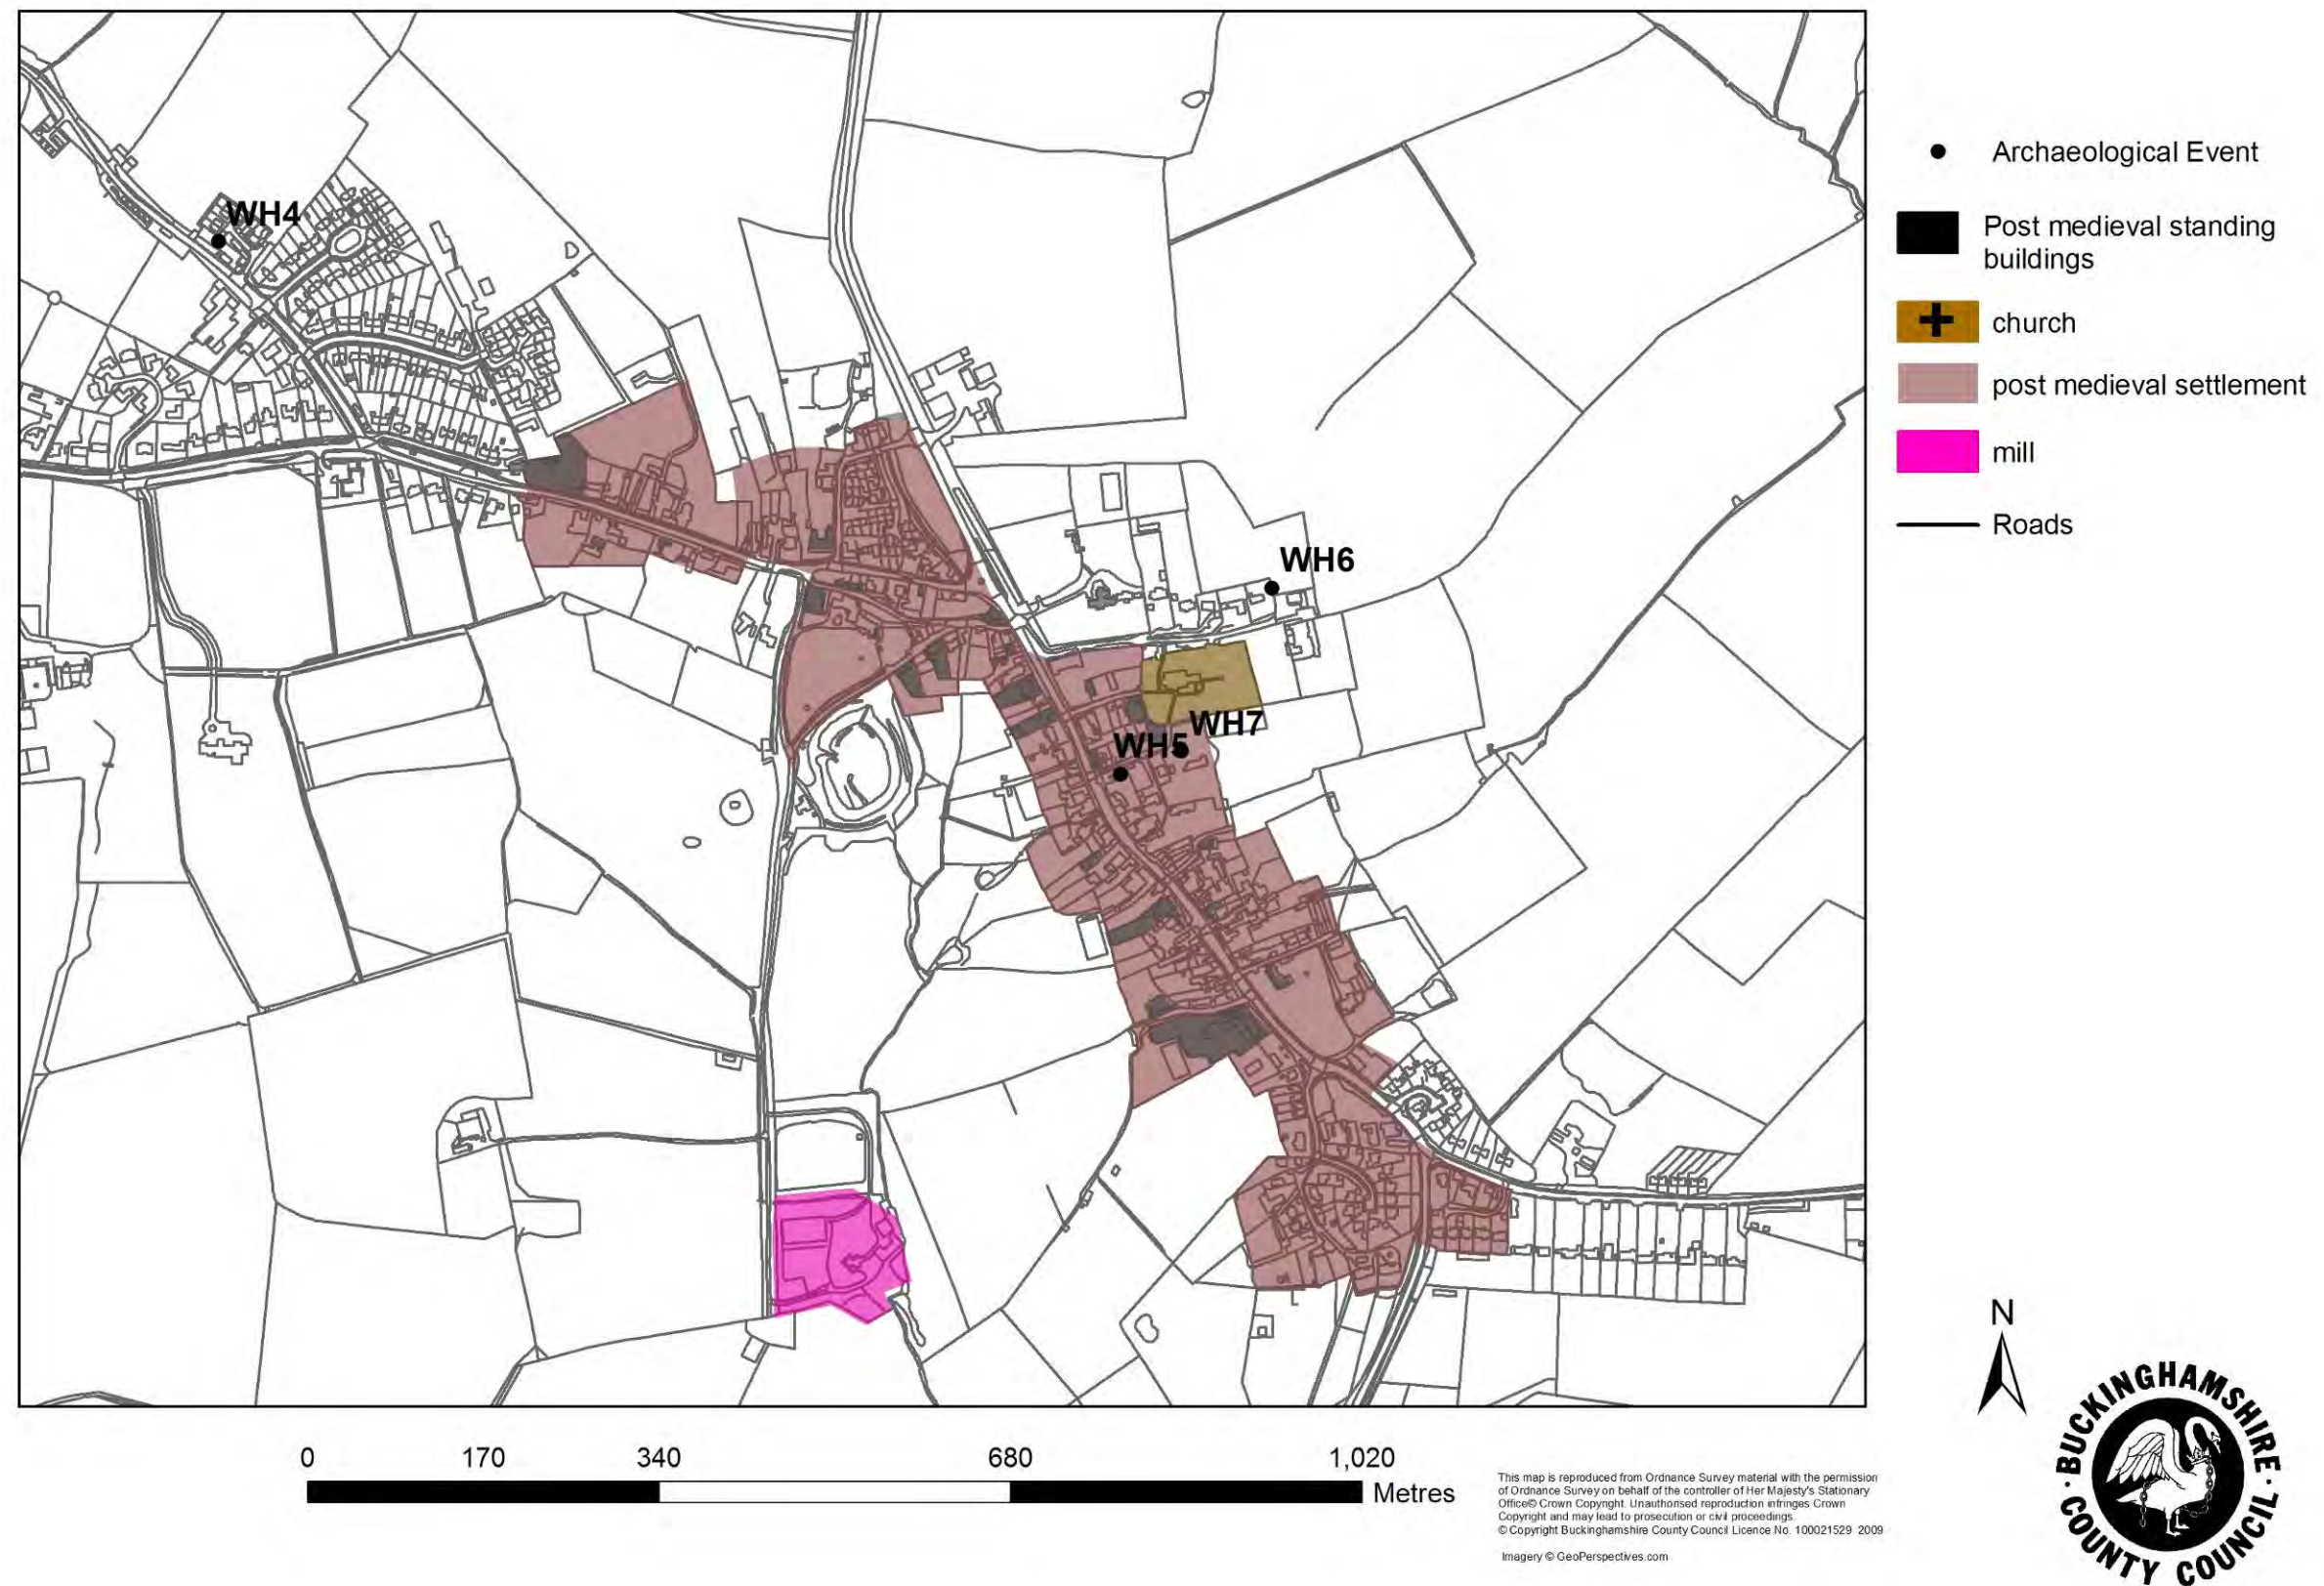 WH4
WH6
WH7
WH5
Archaeological Event
Post medieval standing
buildings
church
post medieval settlement
mill
Roads
N
0 170 340 680 1,020
Metres
This map is reproduced from Ordnance Survey material with the permission
of Ordnance Survey on behalf of the controller of Her Majesty's Stationary
Office© Crown Copyright. Unauthorised reproduction infringes Crown
Copyright and may lead to prosecution or civil proceedings.
© Copyright Buckinghamshire County Council Licence No. 100021529 2009
Imagery © GeoPerspectives.com
BUCKINGHAMSHIRE
· COUNTY COUNCIL ·